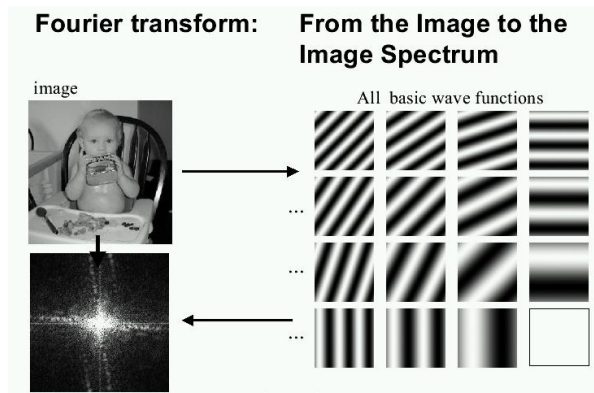 Fourier transform:
From the Image to the
Image Spectrum
image
All basic wave functions
...
...
...